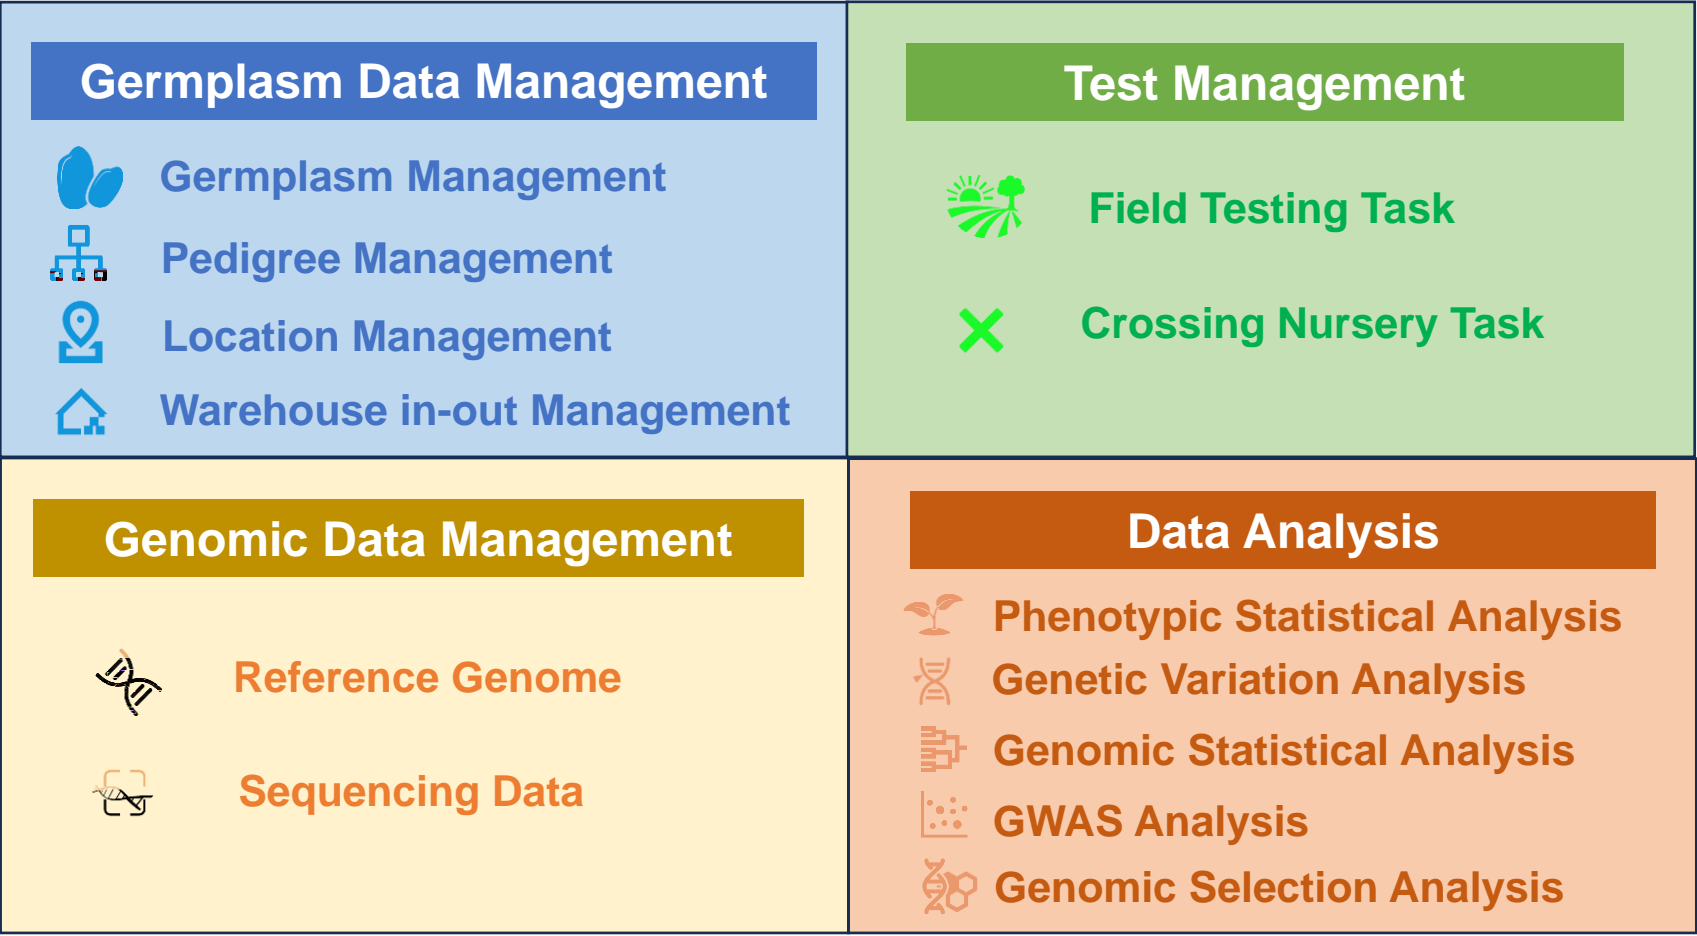 Germplasm Data Management
Germplasm Management
Pedigree Management
Location Management
Warehouse in-out Management
Test Management
Field Testing Task
Crossing Nursery Task
Genomic Data Management
Reference Genome
Sequencing Data
Data Analysis
Phenotypic Statistical Analysis
Genetic Variation Analysis
Genomic Statistical Analysis
GWAS Analysis
Genomic Selection Analysis